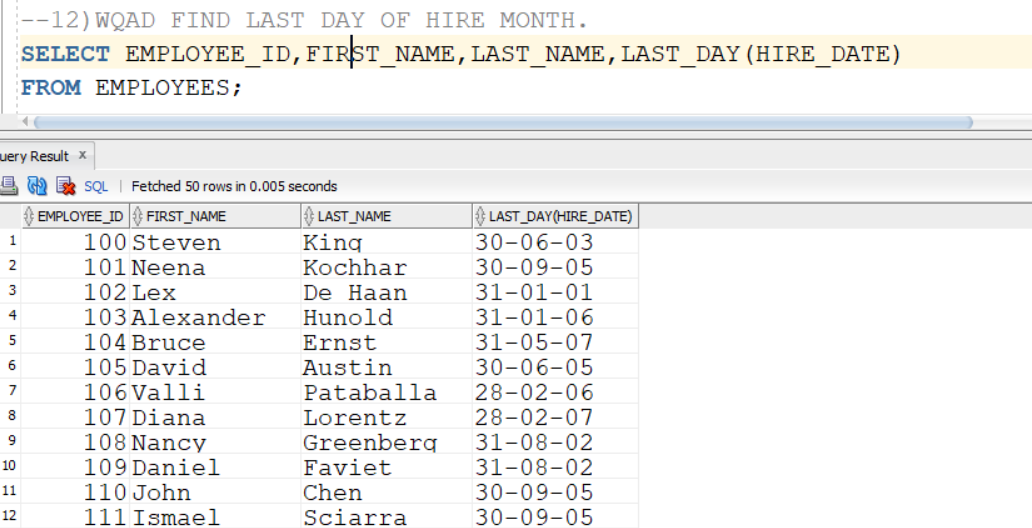 --12)WQAD FIND LAST DAY OF HIRE MONTH.
SELECT EMPLOYEE_ID,FIRST_NAME,LAST_NAME,LAST_DAY(HIRE_DATE)
FROM EMPLOYEES;
uery Result x
SQL | Fetched 50 rows in 0.005 seconds
EMPLOYEE_ID FIRST_NAME LAST_NAME LAST_DAY(HIRE_DATE)
1 100 Steven King 30-06-03
2 101 Neena Kochhar 30-09-05
3 102 Lex De Haan 31-01-01
4 103 Alexander Hunold 31-01-06
5 104 Bruce Ernst 31-05-07
6 105 David Austin 30-06-05
7 106 Valli Pataballa 28-02-06
8 107 Diana Lorentz 28-02-07
9 108 Nancy Greenberg 31-08-02
10 109 Daniel Faviet 31-08-02
11 110 John Chen 30-09-05
12 111 Ismael Sciarra 30-09-05